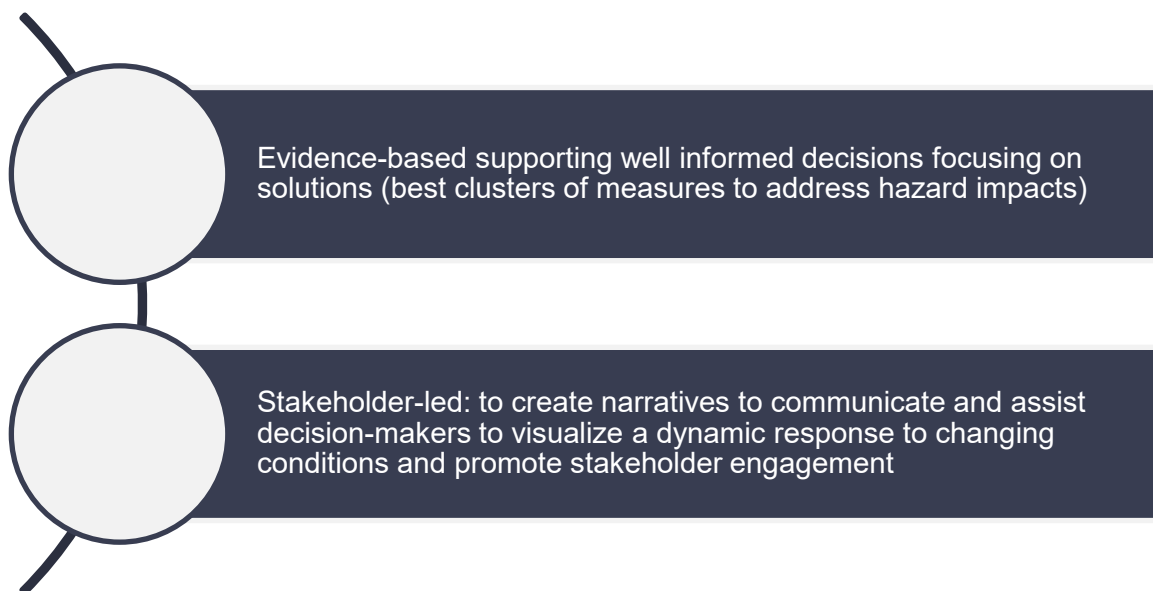 Evidence-based supporting well informed decisions focusing on
solutions (best clusters of measures to address hazard impacts)
Stakeholder-led: to create narratives to communicate and assist
decision-makers to visualize a dynamic response to changing
conditions and promote stakeholder engagement